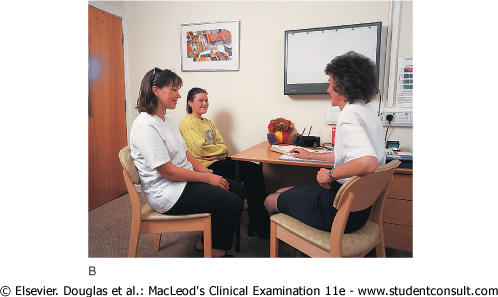 B
© Elsevier. Douglas et al.: MacLeod's Clinical Examination 11e - www.studentconsult.com